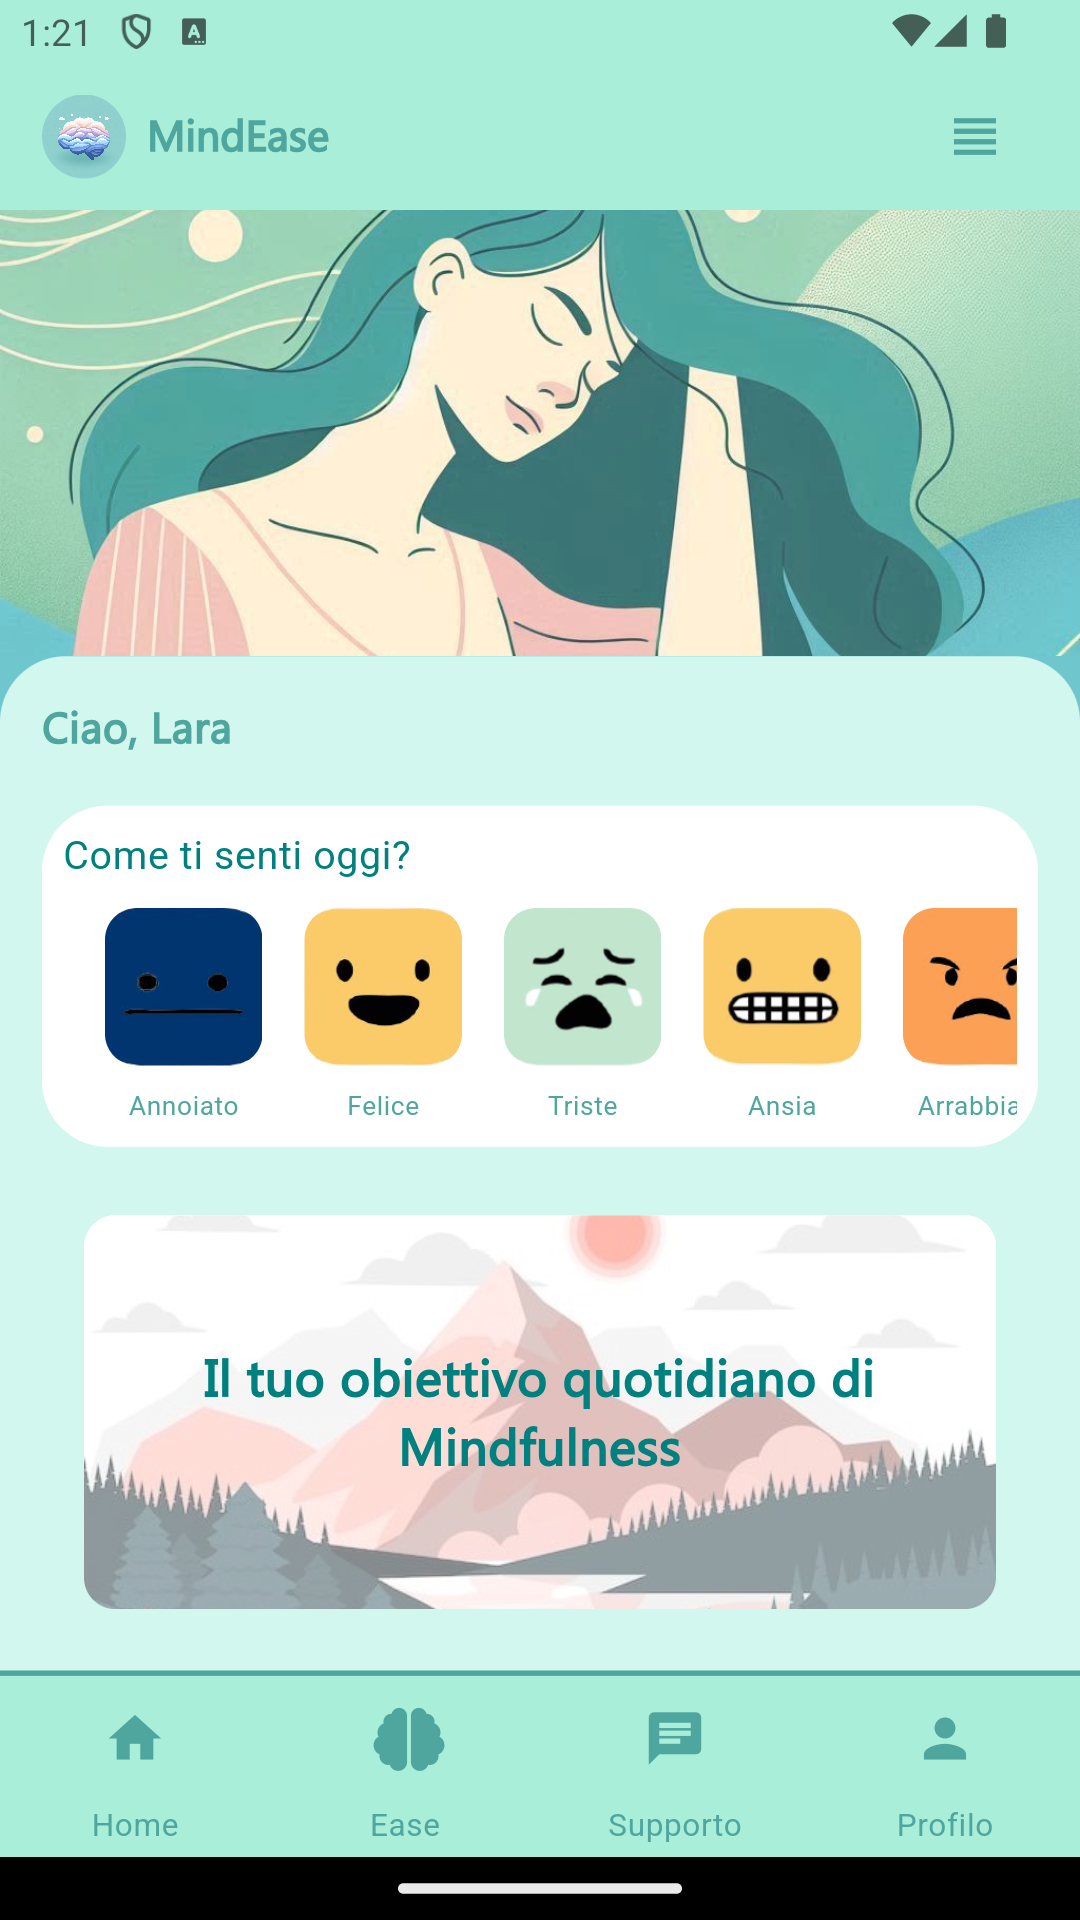 1:21
MindEase
Ciao, Lara
Come ti senti oggi?
Annoiato
Felice
Triste
Ansia
Arrabbia
Il tuo obiettivo quotidiano di
Mindfulness
Home
Ease
Supporto
Profilo